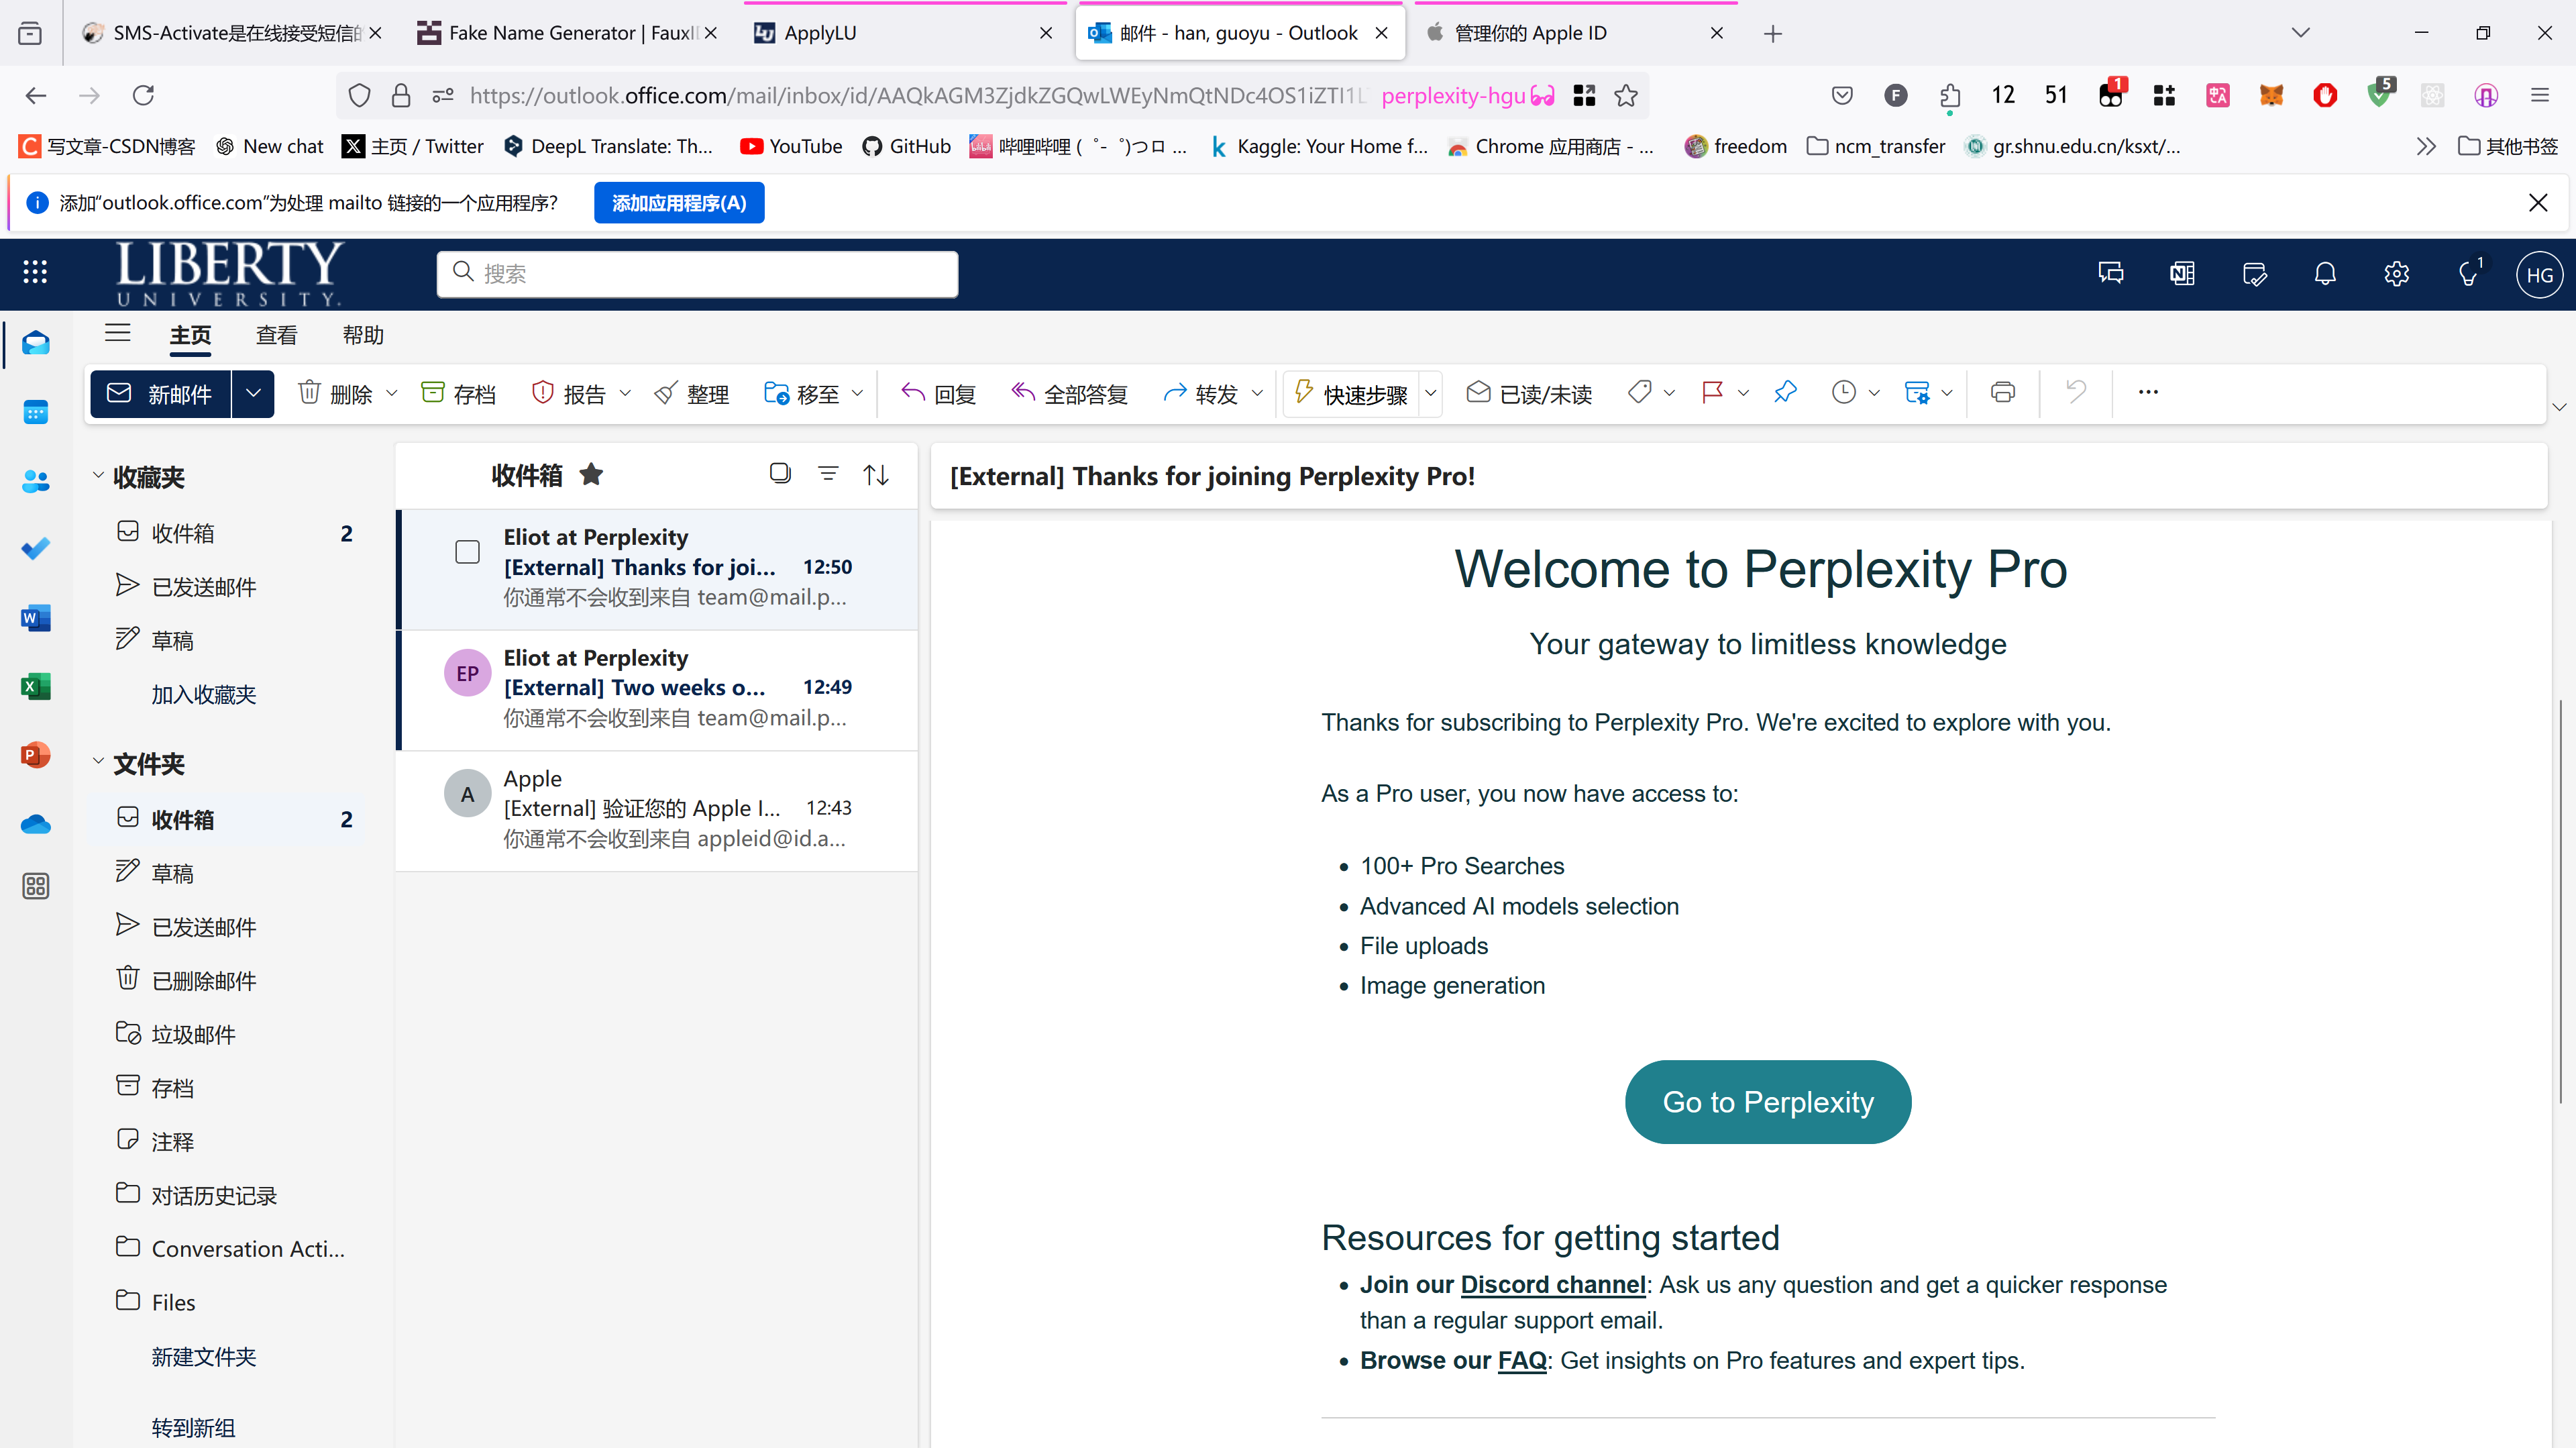 SMS-Activate是在线接受短信的
Fake Name Generator | FauxI
ApplyLU
邮件 - han, guoyu - Outlook
管理你的 Apple ID
https://outlook.office.com/mail/inbox/id/AAQkAGM3ZjdkZGQwLWEyNmQtNDc4OS1iZTI1L
perplexity-hgu
12
51
1
5
写文章-CSDN博客
New chat
主页 / Twitter
DeepL Translate: Th...
YouTube
GitHub
哔哩哔哩 ( ゜- ゜)つロ ...
Kaggle: Your Home f...
Chrome 应用商店 - ...
freedom
ncm_transfer
gr.shnu.edu.cn/ksxt/...
其他书签
添加“outlook.office.com”为处理 mailto 链接的一个应用程序?
添加应用程序(A)
LIBERTY
UNIVERSITY.
搜索
1
HG
主页
查看
帮助
新邮件
删除
存档
报告
整理
移至
回复
全部答复
转发
快速步骤
已读/未读
收藏夹
收件箱
2
已发送邮件
草稿
加入收藏夹
文件夹
收件箱
2
草稿
已发送邮件
已删除邮件
垃圾邮件
存档
注释
对话历史记录
Conversation Acti...
Files
新建文件夹
转到新组
收件箱
Eliot at Perplexity
[External] Thanks for joi...
12:50
你通常不会收到来自 team@mail.p...
EP
Eliot at Perplexity
[External] Two weeks o...
12:49
你通常不会收到来自 team@mail.p...
A
Apple
[External] 验证您的 Apple I...
12:43
你通常不会收到来自 appleid@id.a...
[External] Thanks for joining Perplexity Pro!
Welcome to Perplexity Pro
Your gateway to limitless knowledge
Thanks for subscribing to Perplexity Pro. We're excited to explore with you.
As a Pro user, you now have access to:
• 100+ Pro Searches
• Advanced AI models selection
• File uploads
• Image generation
Go to Perplexity
Resources for getting started
• Join our Discord channel: Ask us any question and get a quicker response
than a regular support email.
• Browse our FAQ: Get insights on Pro features and expert tips.